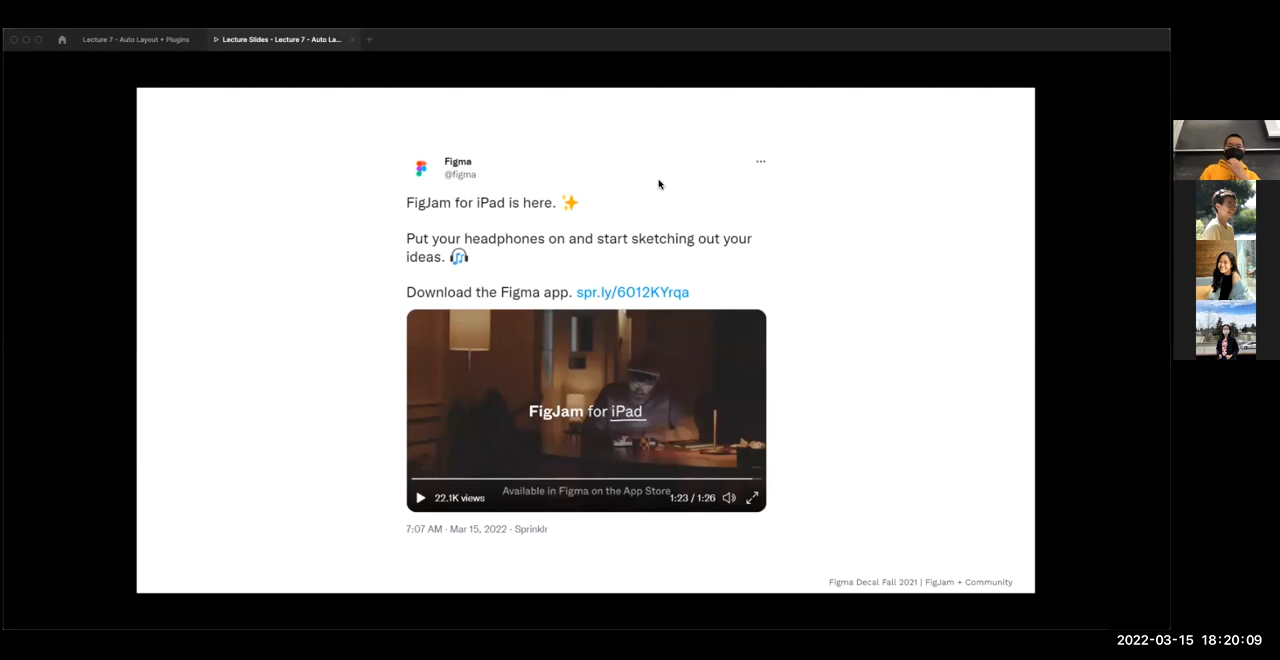 Lecture 7 - Auto Layout + Plugins
Lecture Slides - Lecture 7 - Auto La...
Figma
@figma
FigJam for iPad is here. ✨
Put your headphones on and start sketching out your
ideas. 🎧
Download the Figma app. spr.ly/6012KYrqa
FigJam for iPad
Available in Figma on the App Store
22.1K views
1:23 / 1:26
7:07 AM · Mar 15, 2022 · Sprinklr
Figma Decal Fall 2021 | FigJam + Community
2022-03-15 18:20:09